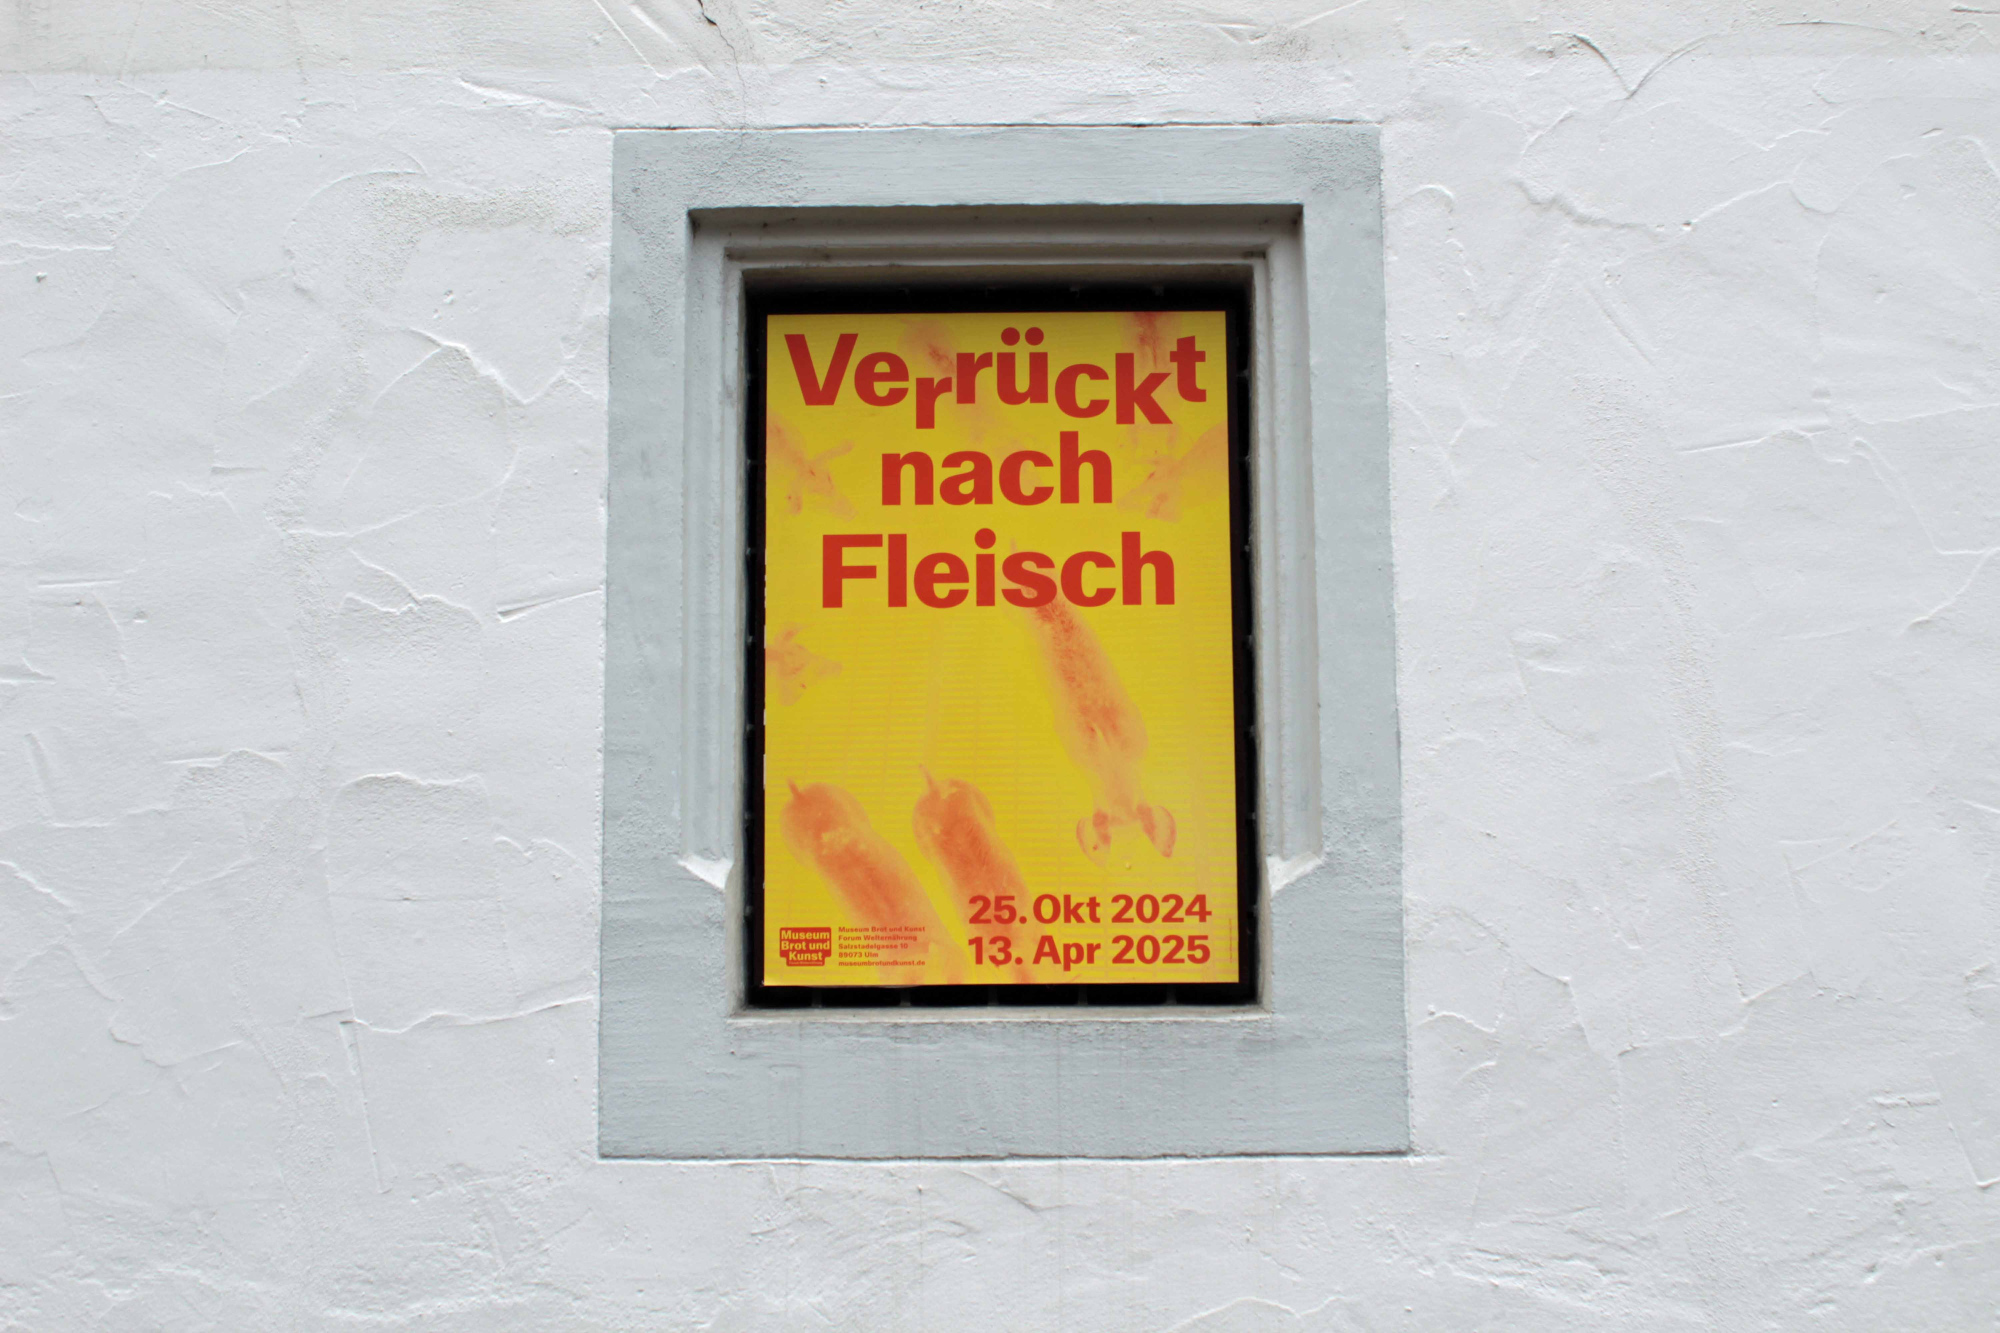 Verrückt
nach
Fleisch
25. Okt 2024
13. Apr 2025
Museum
Brot und
Kunst
Museum Brot und Kunst
Forum Welternährung
Salzstadelgasse 10
89073 Ulm
museumbrotundkunst.de